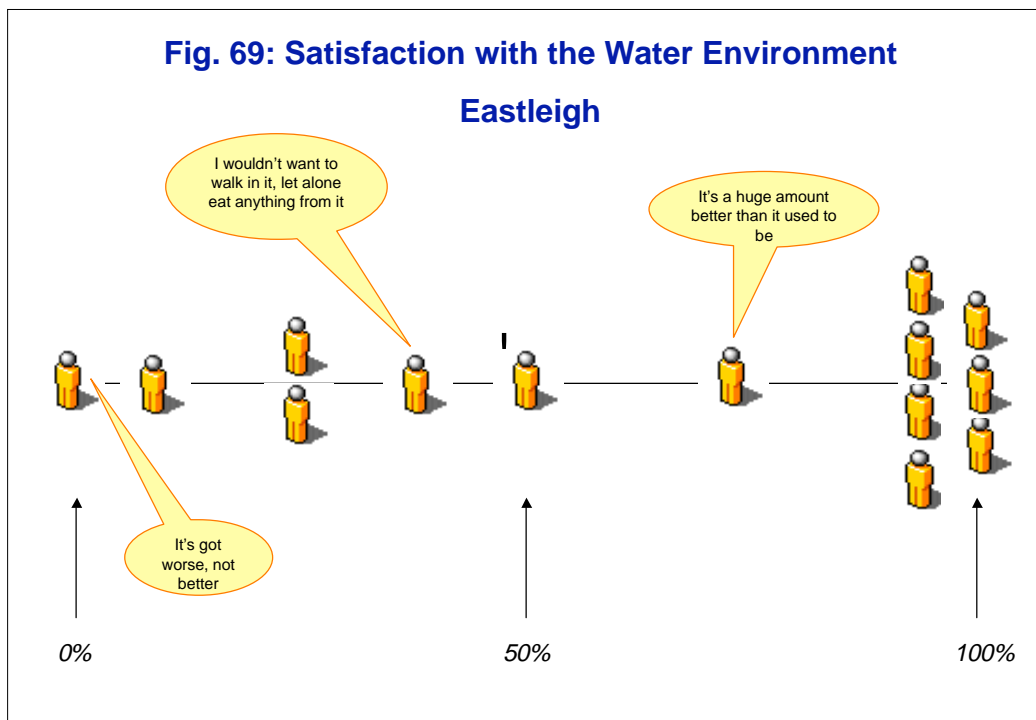 Fig. 69: Satisfaction with the Water Environment
Eastleigh
I wouldn't want to
walk in it, let alone
eat anything from it
It's a huge amount
better than it used to
be
'
It's got
worse, not
better
0%
50%
100%